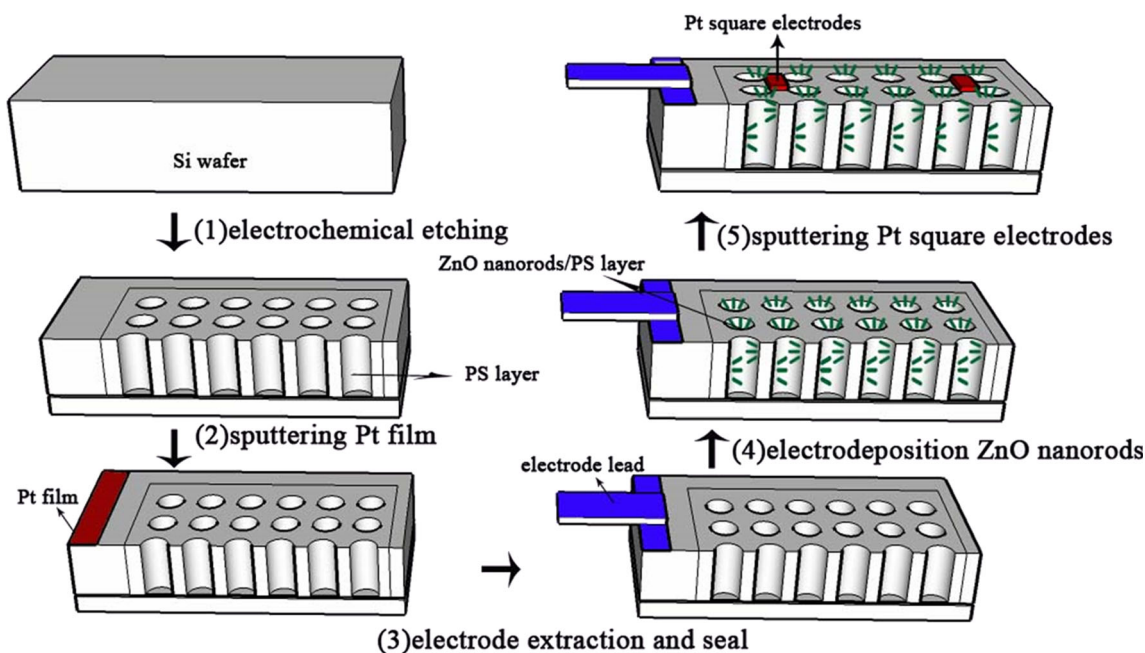 Si wafer
(1)electrochemical etching
PS layer
(2)sputtering Pt film
Pt film
(3)electrode extraction and seal
electrode lead
(4)electrodeposition ZnO nanorods
ZnO nanorods/PS layer
(5)sputtering Pt square electrodes
Pt square electrodes